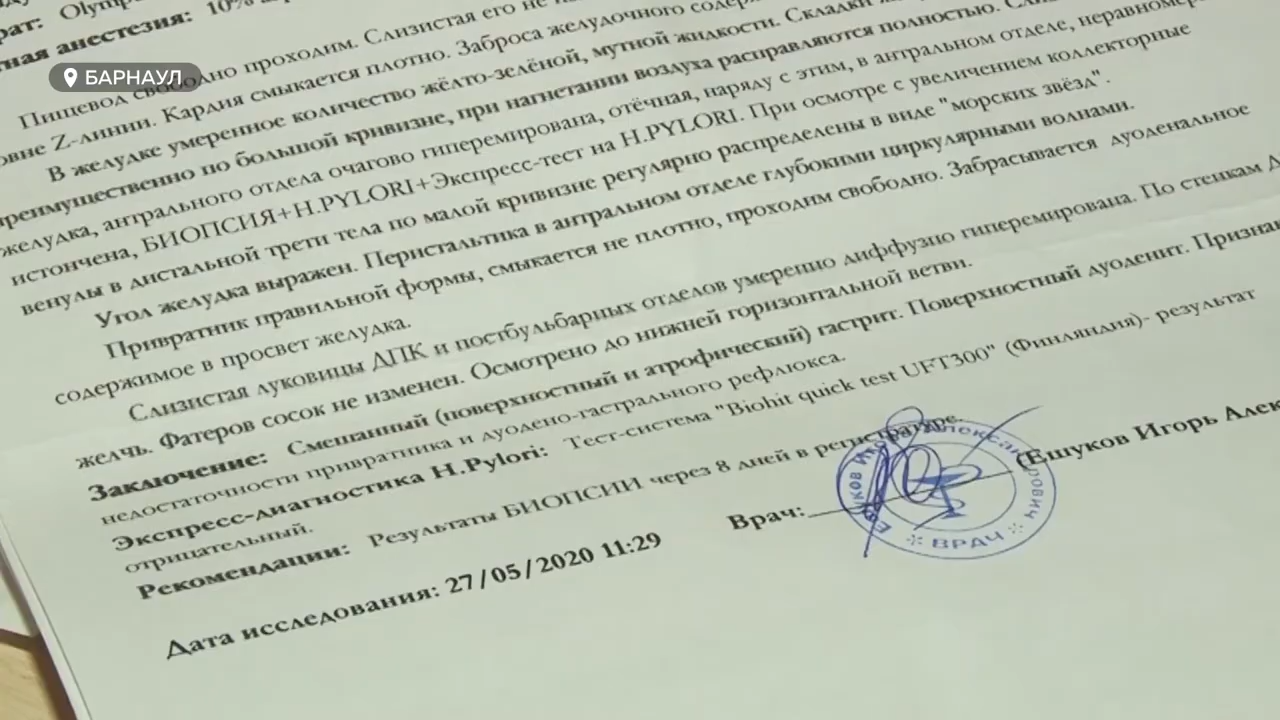 рат: Olymp
ная анестезия: 10%
БАРНАУЛ
Пищевод свободно проходим. Слизистая его не
овне Z-линии. Кардия смыкается плотно. Заброса желудочного
В желудке умеренное количество жёлто-зелёной, мутной жидкости. Складки
преимущественно по большой кривизне, при нагнетании воздуха расправляются полностью.
желудка, антрального отдела очагово гиперемирована, отёчная, наряду с этим, в антральном отделе, неравномер
истончена, БИОПСИЯ+H.PYLORI+Экспресс-тест на H.PYLORI. При осмотре с увеличением коллекторные
венулы в дистальной трети тела по малой кривизне регулярно распределены в виде "морских звёзд".
Угол желудка выражен. Перистальтика в антральном отделе глубокими циркулярными волнами.
Привратник правильной формы, смыкается не плотно, проходим свободно. Забрасывается дуоденальное
содержимое в просвет желудка.
Слизистая луковицы ДПК и постбульбарных отделов умеренно диффузно гиперемирована. По стенкам Д
желчь. Фатеров сосок не изменен. Осмотрено до нижней горизонтальной ветви.
Заключение: Смешанный (поверхностный и атрофический) гастрит. Поверхностный дуоденит. Признак
недостаточности привратника и дуодено-гастрального рефлюкса.
Экспресс-диагностика H.Pylori: Тест-система "Biohit quick test UFT300" (Финляндия)- результат
отрицательный.
Рекомендации: Результаты БИОПСИИ через 8 дней в регистратуре.
Врач: (Ешуков Игорь Алек
Ешуков Игорь Александрович
ВРАЧ
Дата исследования: 27/05/2020 11:29